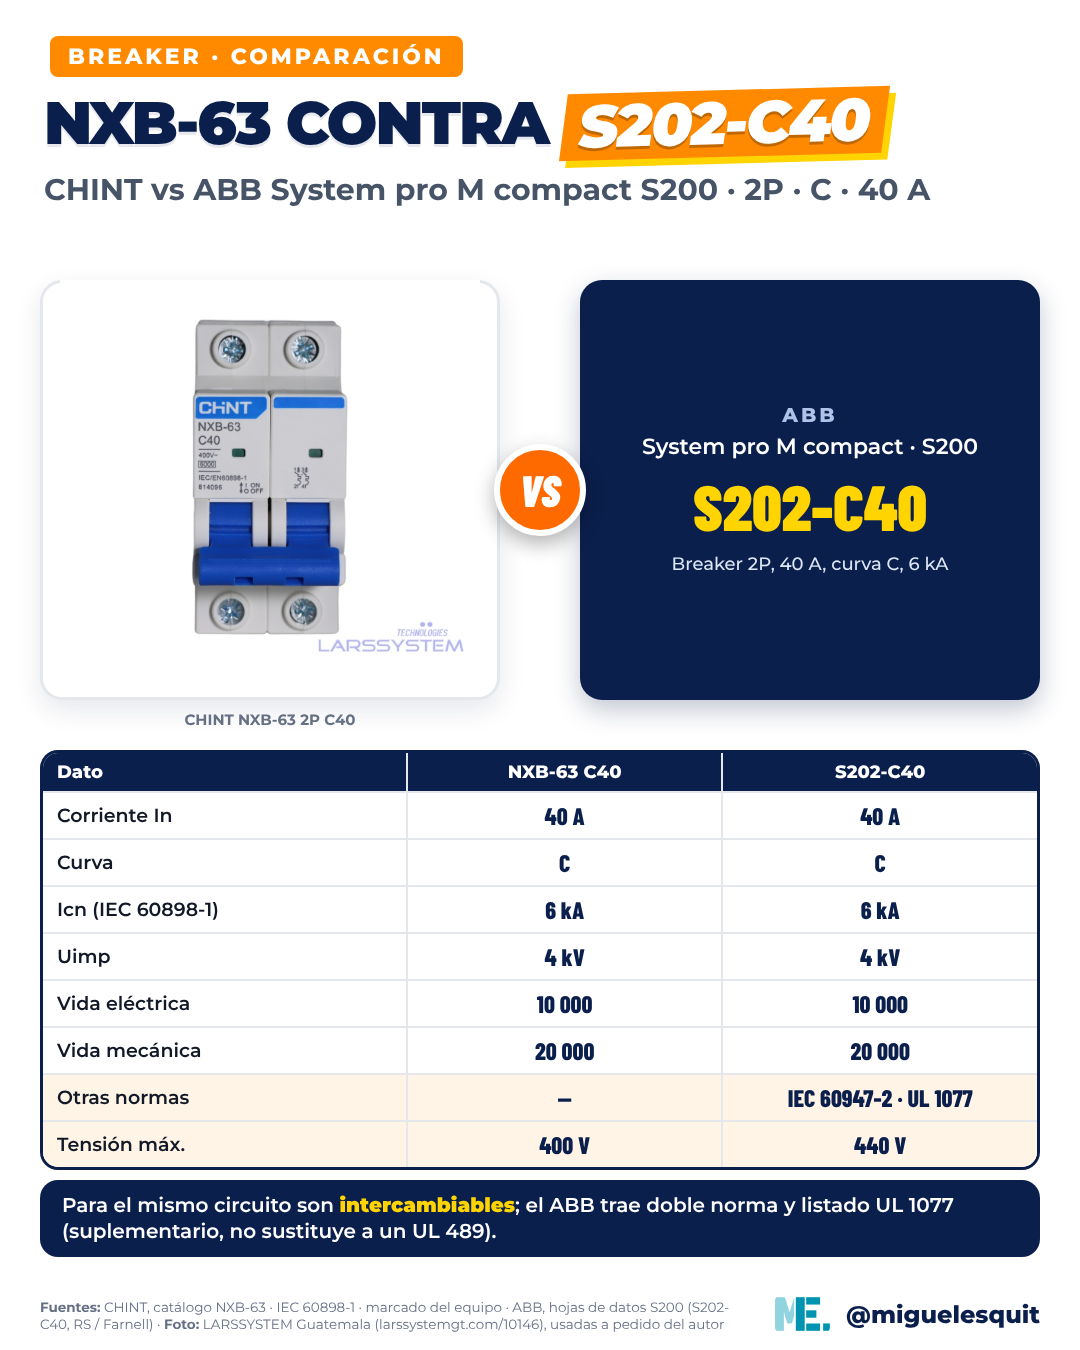 BREAKER · COMPARACIÓN
NXB-63 CONTRA S202-C40
CHINT vs ABB System pro M compact S200 · 2P · C · 40 A
CHINT
NXB-63
C40
400V~
6000
IEC/EN60898-1
814096
I ON
O OFF
TECHNOLOGIES
LARSSYSTEM
CHINT NXB-63 2P C40
VS
ABB
System pro M compact · S200
S202-C40
Breaker 2P, 40 A, curva C, 6 kA
Dato NXB-63 C40 S202-C40
Corriente In 40 A 40 A
Curva C C
Icn (IEC 60898-1) 6 kA 6 kA
Uimp 4 kV 4 kV
Vida eléctrica 10 000 10 000
Vida mecánica 20 000 20 000
Otras normas – IEC 60947-2 · UL 1077
Tensión máx. 400 V 440 V
Para el mismo circuito son intercambiables; el ABB trae doble norma y listado UL 1077
(suplementario, no sustituye a un UL 489).
Fuentes: CHINT, catálogo NXB-63 · IEC 60898-1 · marcado del equipo · ABB, hojas de datos S200 (S202-
C40, RS / Farnell) · Foto: LARSSYSTEM Guatemala (larssystemgt.com/10146), usadas a pedido del autor
ME.
@miguelesquit